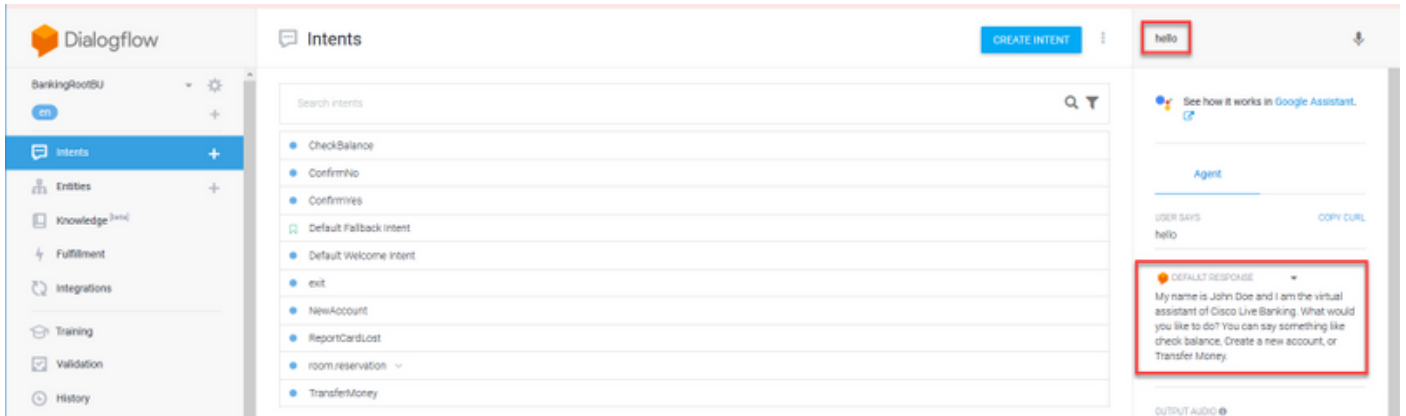 Dialogflow
BankingRootBU
en
Intents
Entities
Knowledge [beta]
Fulfillment
Integrations
Training
Validation
History
Intents
CREATE INTENT
Search intents
CheckBalance
ConfirmNo
ConfirmYes
Default Fallback Intent
Default Welcome Intent
exit
NewAccount
ReportCardLost
room.reservation
TransferMoney
hello
See how it works in Google Assistant.
Agent
USER SAYS COPY CURL
hello
DEFAULT RESPONSE
My name is John Doe and I am the virtual
assistant of Cisco Live Banking. What would
you like to do? You can say something like
check balance, Create a new account, or
Transfer Money.
OUTPUT AUDIO